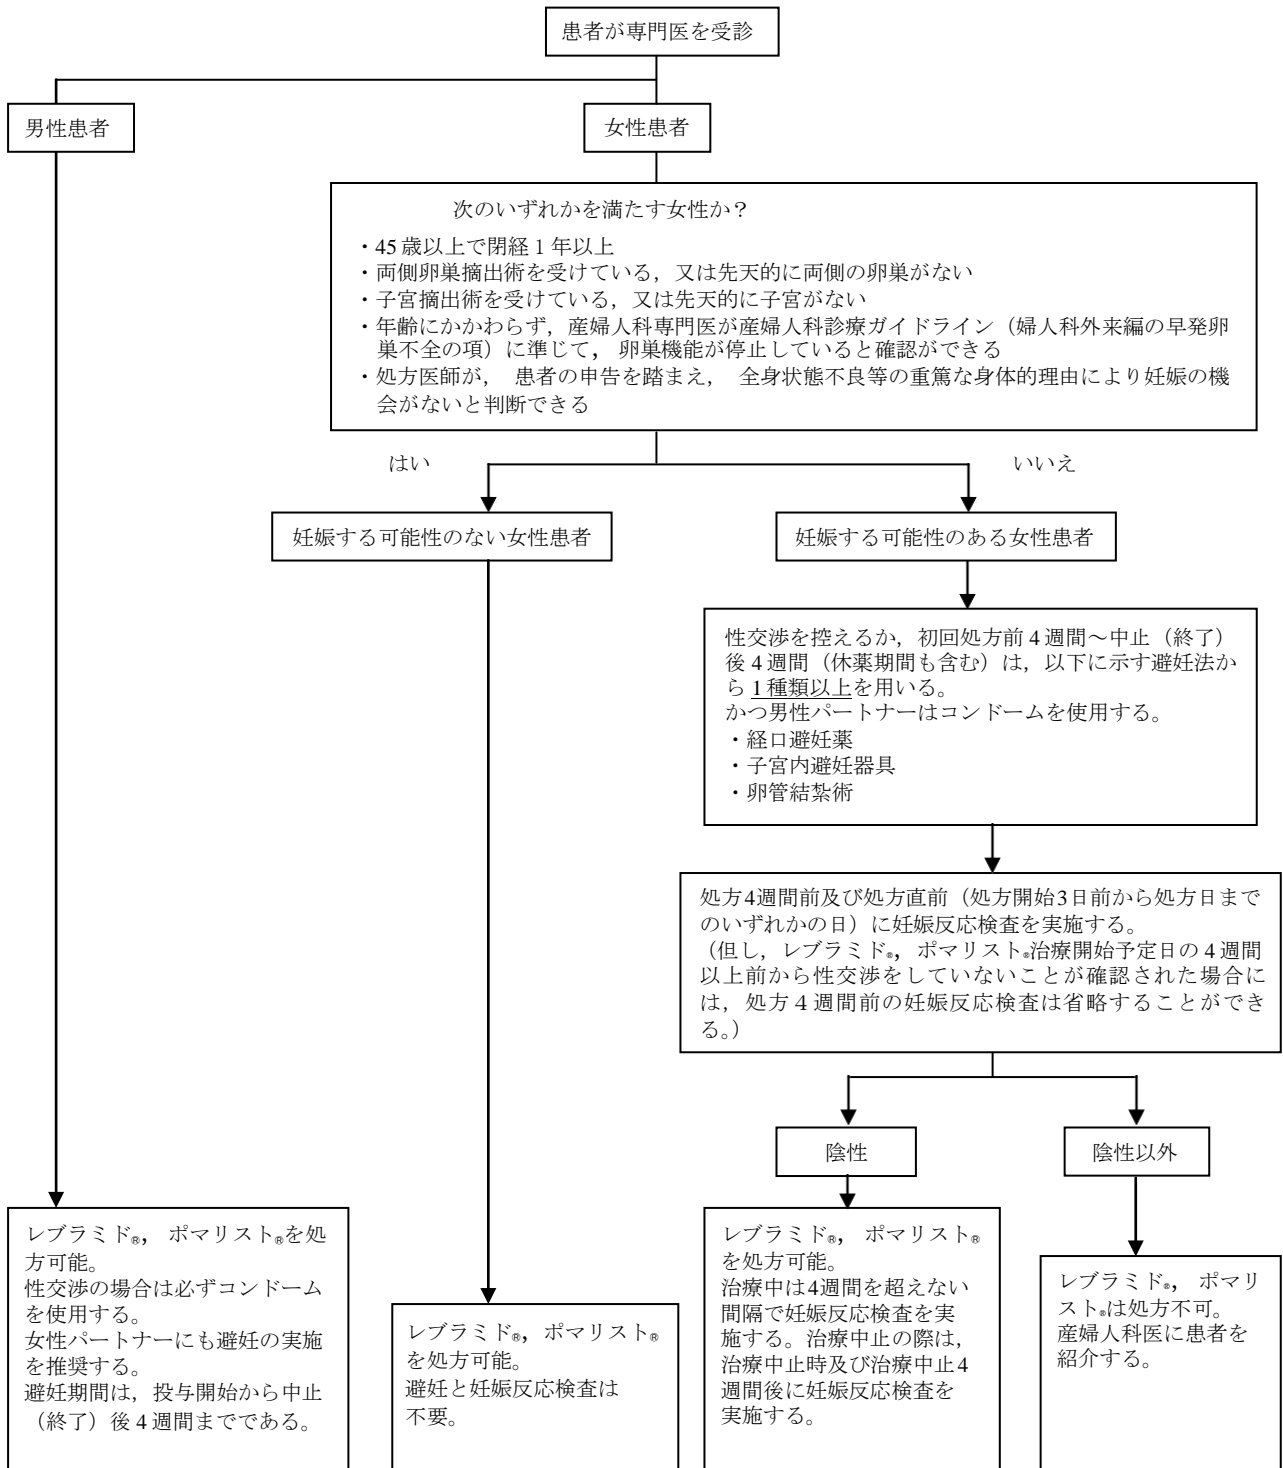 患者が専門医を受診
男性患者
女性患者
次のいずれかを満たす女性か？
・45 歳以上で閉経 1 年以上
・両側卵巣摘出術を受けている，又は先天的に両側の卵巣がない
・子宮摘出術を受けている，又は先天的に子宮がない
・年齢にかかわらず，産婦人科専門医が産婦人科診療ガイドライン（婦人科外来編の早発卵
巣不全の項）に準じて， 卵巣機能が停止していると確認ができる
・処方医師が， 患者の申告を踏まえ， 全身状態不良等の重篤な身体的理由により妊娠の機
会がないと判断できる
はい
いいえ
妊娠する可能性のない女性患者
妊娠する可能性のある女性患者
性交渉を控えるか，初回処方前 4 週間～中止（終了）
後 4 週間（休薬期間も含む）は，以下に示す避妊法か
ら 1 種類以上を用いる。
かつ男性パートナーはコンドームを使用する。
・経口避妊薬
・子宮内避妊器具
・卵管結紮術
処方4週間前及び処方直前（処方開始3日前から処方日まで
のいずれかの日）に妊娠反応検査を実施する。
（但し，レブラミド®，ポマリスト®治療開始予定日の 4 週間
以上前から性交渉をしていないことが確認された場合に
は，処方 4 週間前の妊娠反応検査は省略することができ
る。）
陰性
陰性以外
レブラミド®， ポマリスト®を処
方可能。
性交渉の場合は必ずコンドーム
を使用する。
女性パートナーにも避妊の実施
を推奨する。
避妊期間は，投与開始から中止
（終了）後 4 週間までである。
レブラミド®，ポマリスト®
を処方可能。
避妊と妊娠反応検査は
不要。
レブラミド®， ポマリスト®
を処方可能。
治療中は4週間を超えない
間隔で妊娠反応検査を実
施する。治療中止の際は，
治療中止時及び治療中止4
週間後に妊娠反応検査を
実施する。
レブラミド®， ポマリ
スト®は処方不可。
産婦人科医に患者を
紹介する。